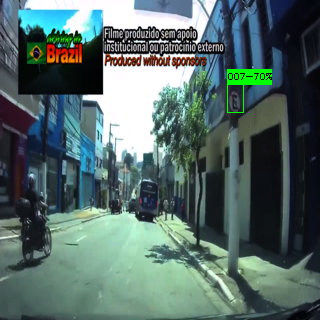 Brazil
Filme produzido sem apoio
institucional ou patrocínio externo
Produced without sponsors
007-70%
E